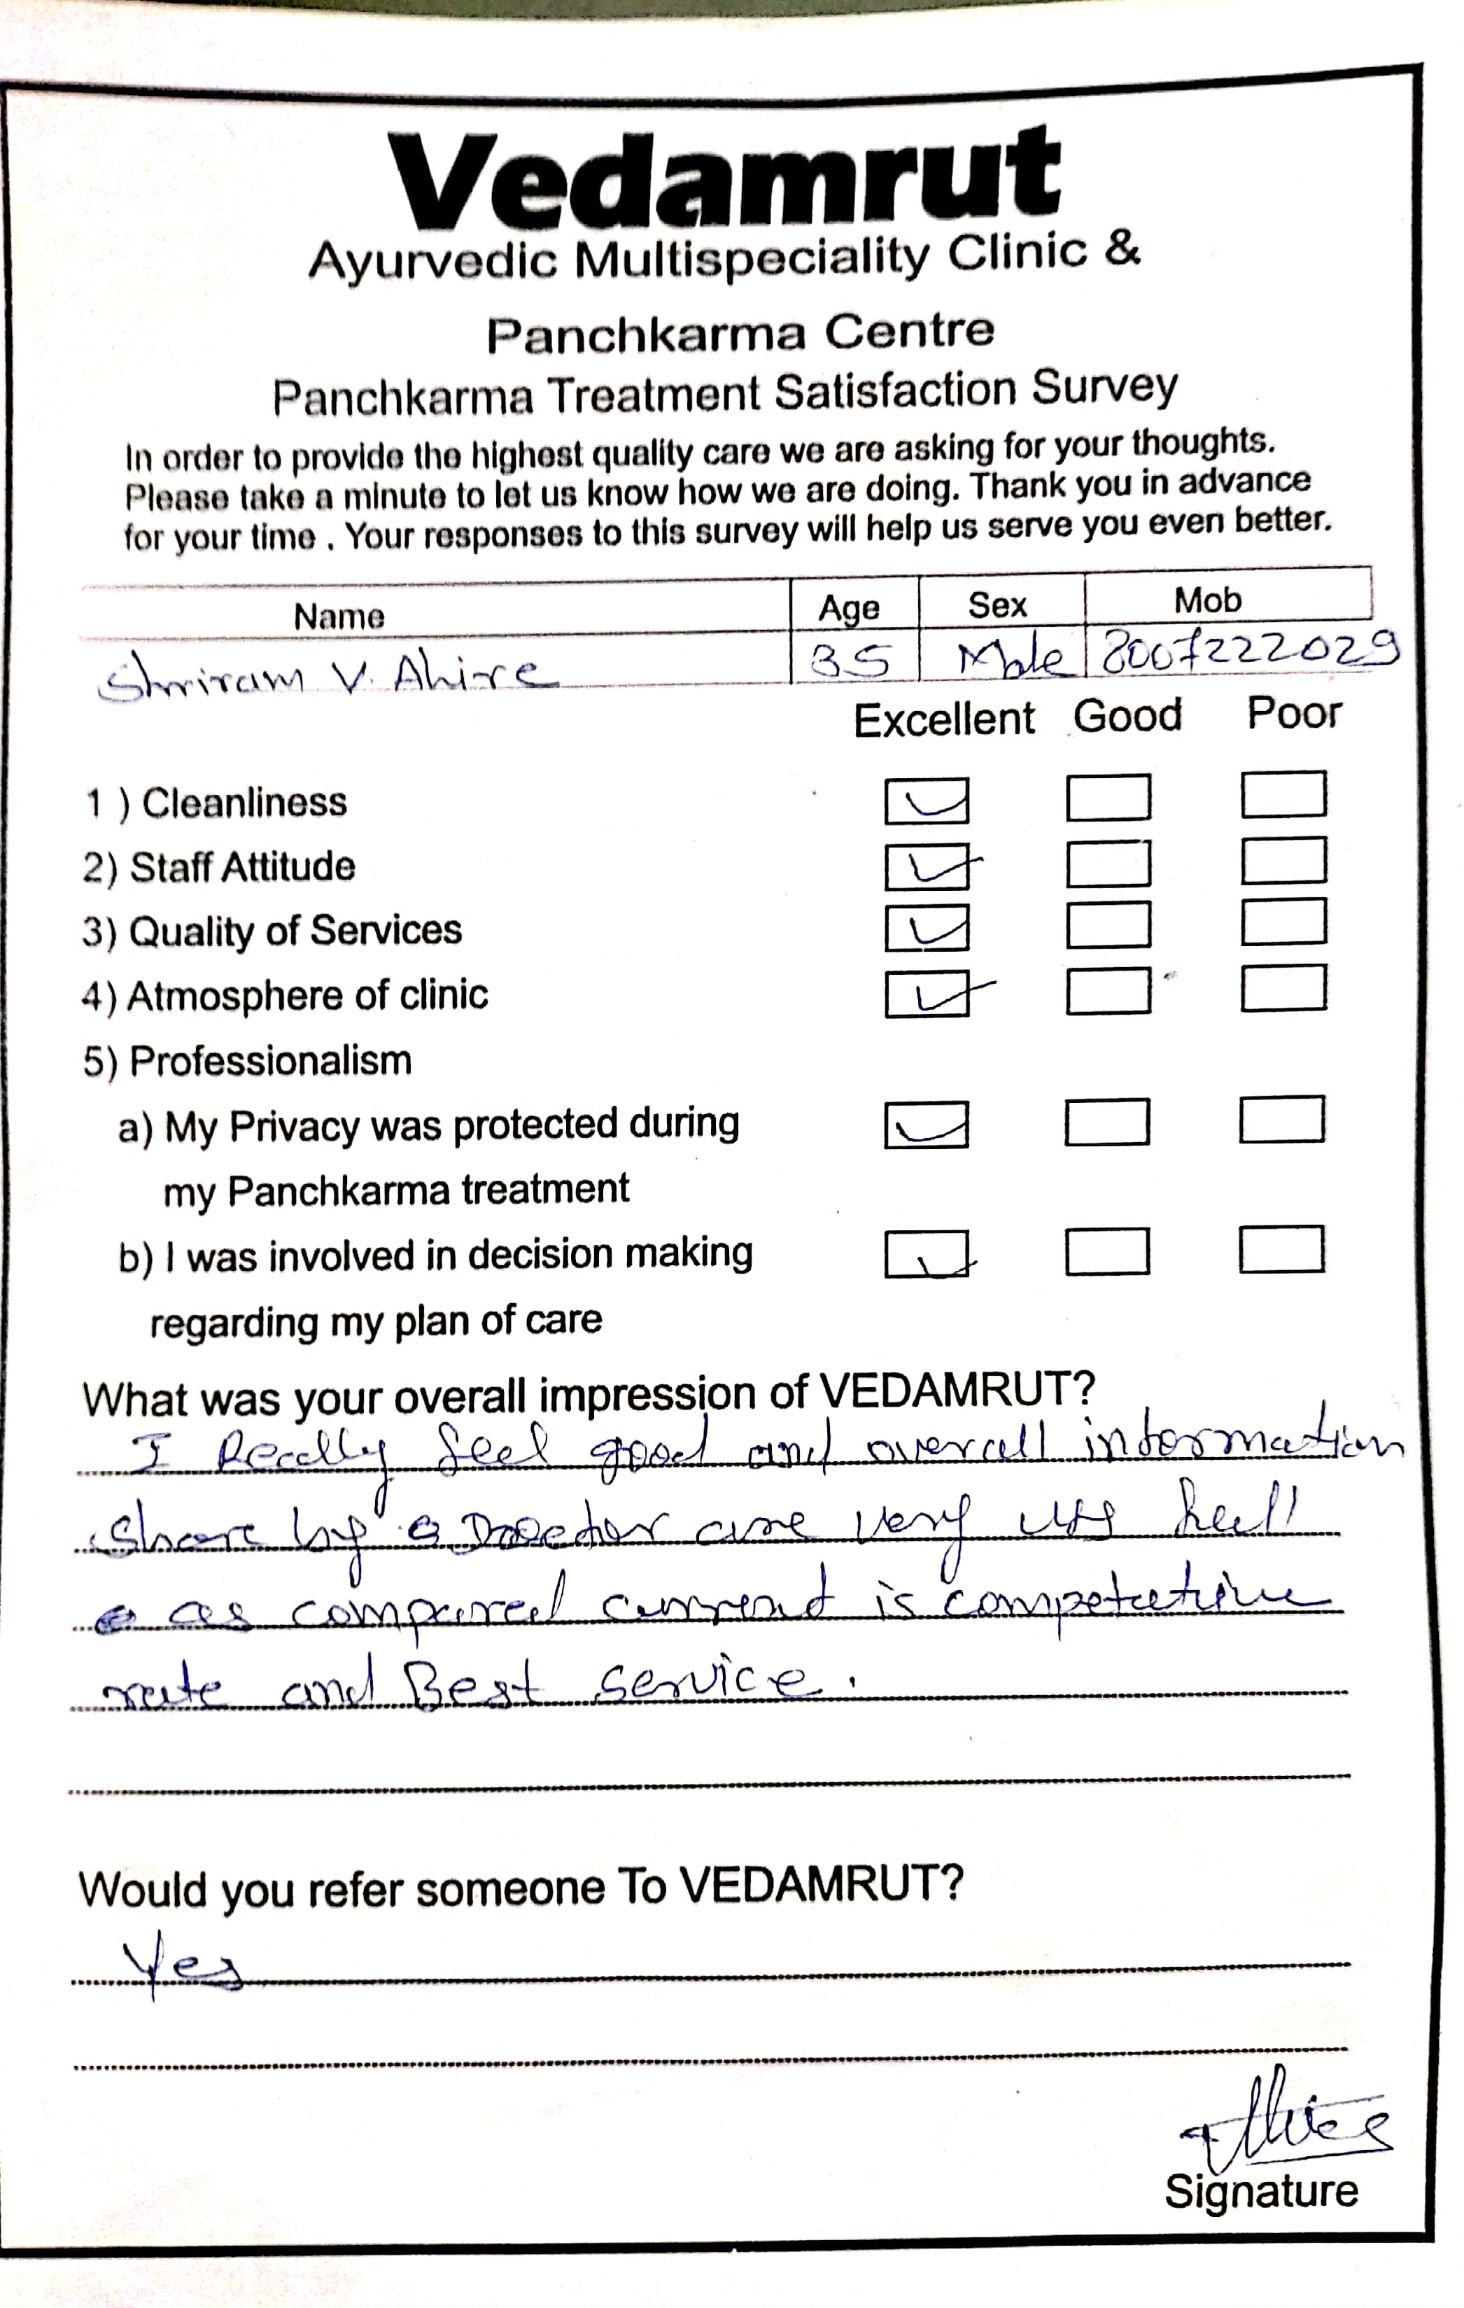 Vedamrut
Ayurvedic Multispeciality Clinic &
Panchkarma Centre
Panchkarma Treatment Satisfaction Survey
In order to provide the highest quality care we are asking for your thoughts.
Please take a minute to let us know how we are doing. Thank you in advance
for your time . Your responses to this survey will help us serve you even better.
Name Age Sex Mob
Shriram V. Ahire 35 Male 8007222029
Excellent Good Poor
1 ) Cleanliness
2) Staff Attitude
3) Quality of Services
4) Atmosphere of clinic
5) Professionalism
a) My Privacy was protected during
my Panchkarma treatment
b) I was involved in decision making
regarding my plan of care
What was your overall impression of VEDAMRUT?
I Really feel good and overall information
share by Doector are very
as compared current is competative
rate and Best service.
Would you refer someone To VEDAMRUT?
Yes
Signature